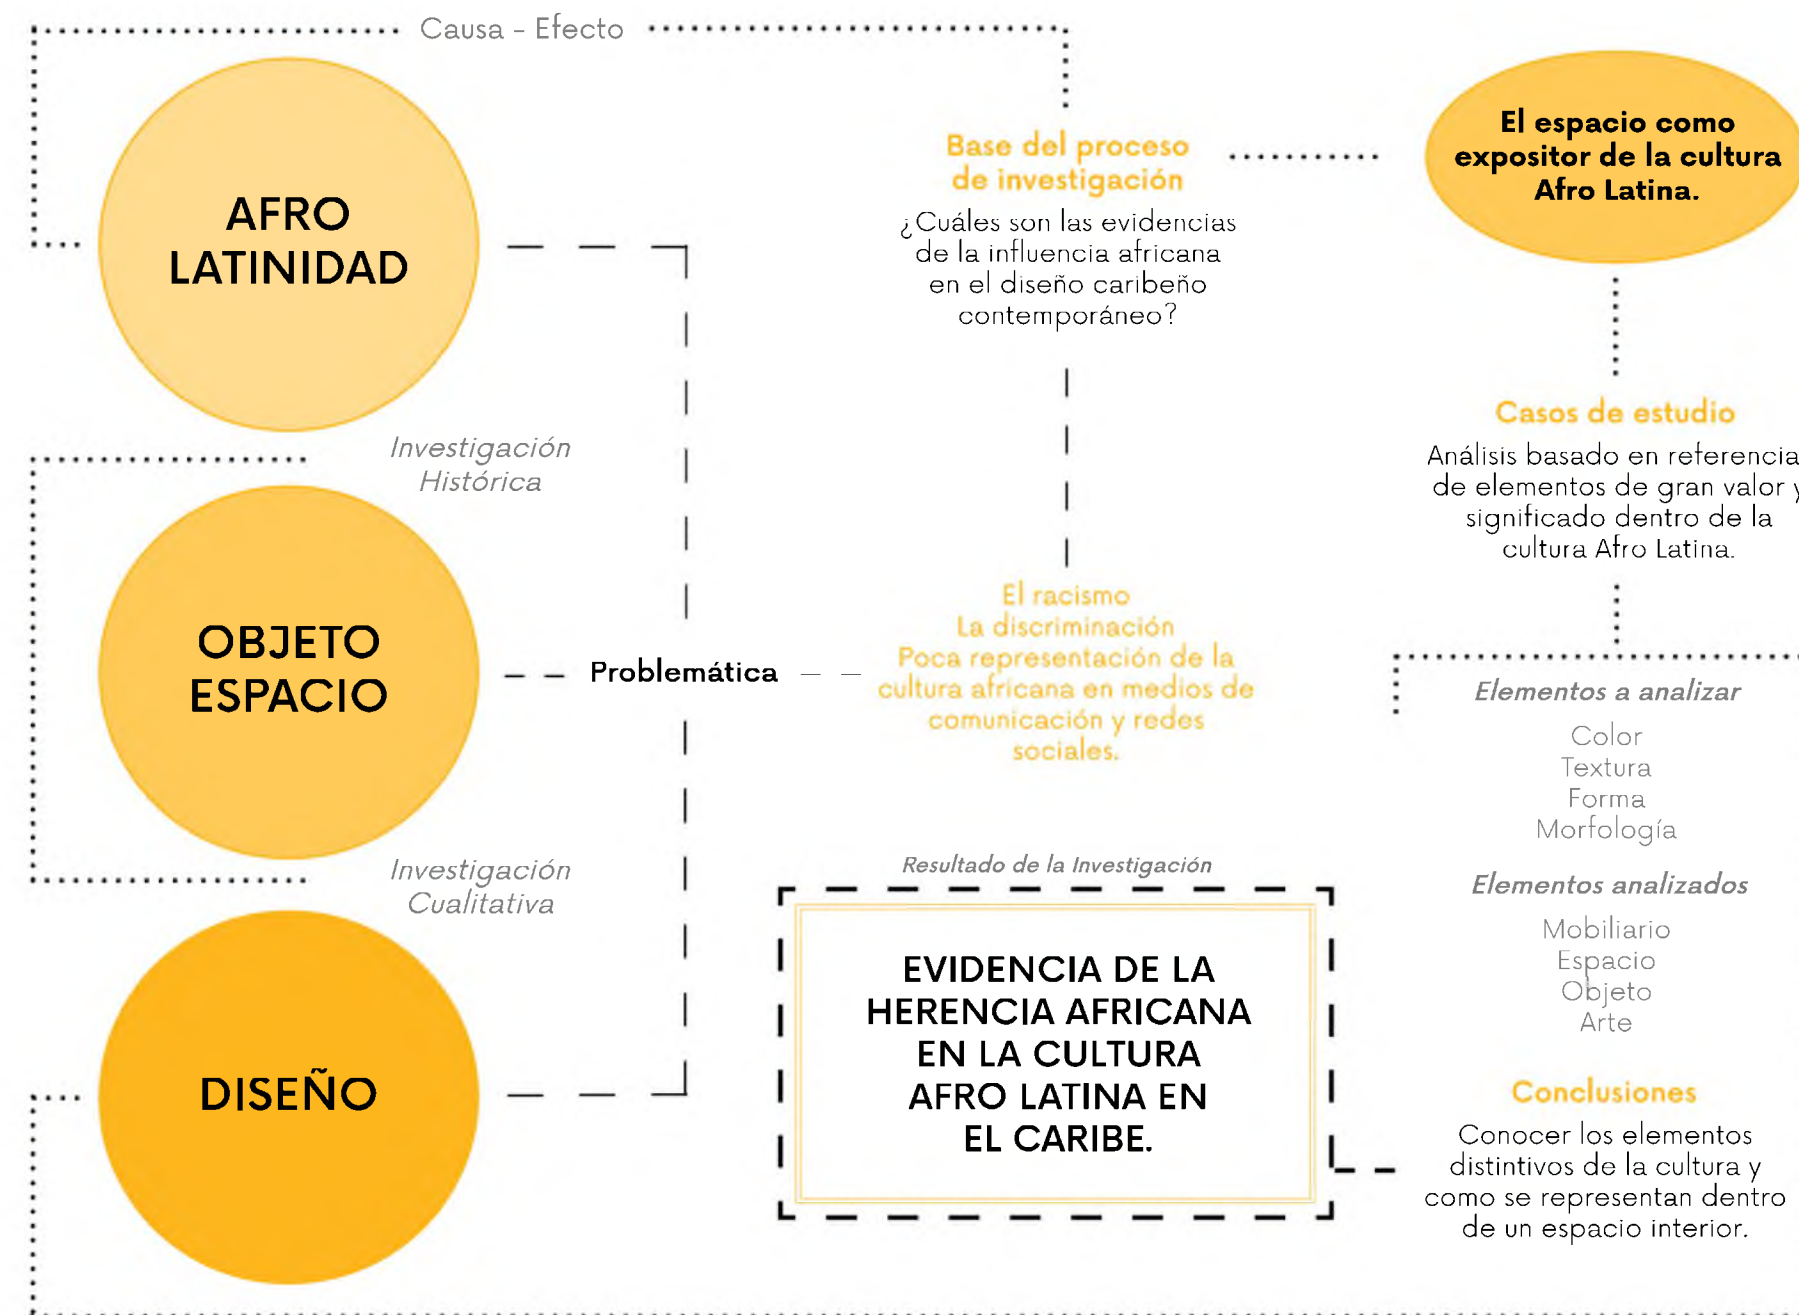 Causa - Efecto
AFRO
LATINIDAD
Investigación
Histórica
OBJETO
ESPACIO
Investigación
Cualitativa
DISEÑO
Problemática
Base del proceso
de investigación
¿Cuáles son las evidencias
de la influencia africana
en el diseño caribeño
contemporáneo?
El racismo
La discriminación
Poca representación de la
cultura africana en medios de
comunicación y redes
sociales.
Resultado de la Investigación
EVIDENCIA DE LA
HERENCIA AFRICANA
EN LA CULTURA
AFRO LATINA EN
EL CARIBE.
El espacio como
expositor de la cultura
Afro Latina.
Casos de estudio
Análisis basado en referencia
de elementos de gran valor y
significado dentro de la
cultura Afro Latina.
Elementos a analizar
Color
Textura
Forma
Morfología
Elementos analizados
Mobiliario
Espacio
Objeto
Arte
Conclusiones
Conocer los elementos
distintivos de la cultura y
como se representan dentro
de un espacio interior.